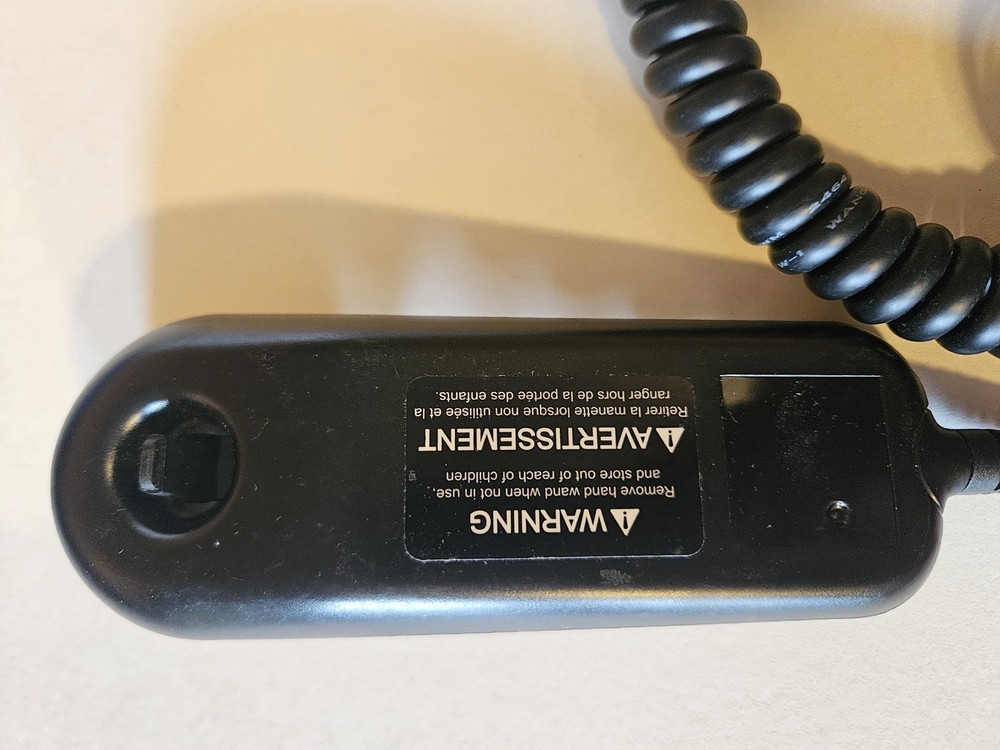 WARNING
Remove hand wand when not in use,
and store out of reach of children
AVERTISSEMENT
Retirer la manette lorsque non utilisée et la
ranger hors de la portée des enfants.
2464